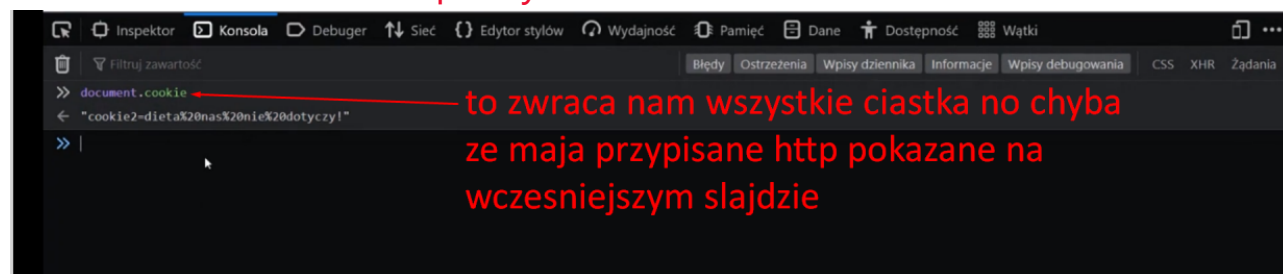 Inspektor Konsola Debuger Sieć Edytor stylów Wydajność Pamięć Dane Dostępność Wątki
Filtruj zawartość Błędy Ostrzeżenia Wpisy dziennika Informacje Wpisy debugowania CSS XHR Żądania
document.cookie
to zwraca nam wszystkie ciastka no chyba
"cookie2=dieta%20nas%20nie%20dotyczy!"
ze maja przypisane http pokazane na
wczesniejszym slajdzie